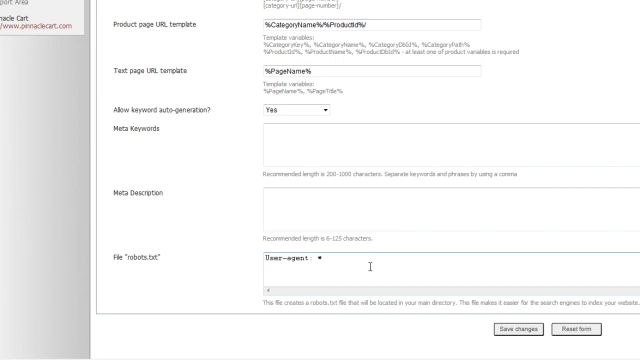 port Area
nnacle Cart
www.pinnaclecart.com
{category-url}{page-number}/
Product page URL template
%CategoryName%/%ProductId%/
Template variables:
%CategoryKey%, %CategoryName%, %CategoryDbId%, %CategoryPath%
%ProductId%, %ProductName%, %ProductDbId% - at least one of product variables is required
Text page URL template
%PageName%
Template variables:
%PageName%, %PageTitle%
Allow keyword auto-generation?
Yes
Meta Keywords
Recommended length is 200-1000 characters. Separate keywords and phrases by using a comma
Meta Description
Recommended length is 6-125 characters.
File "robots.txt"
User-agent: *
This file creates a robots.txt file that will be located in your main directory. This file makes it easier for the search engines to index your website.
Save changes
Reset form